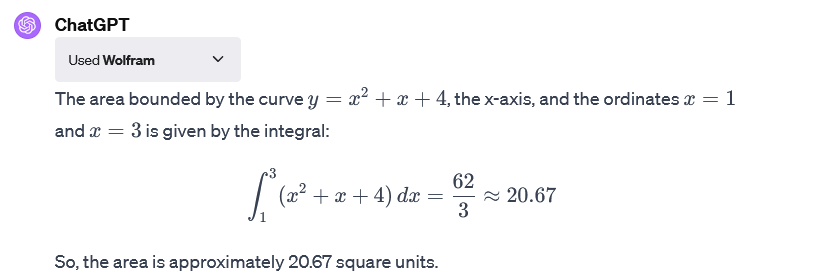 ChatGPT
Used Wolfram
The area bounded by the curve y = x² + x + 4, the x-axis, and the ordinates x = 1
and x = 3 is given by the integral:
∫₁³ (x² + x + 4) dx = 62/3 ≈ 20.67
So, the area is approximately 20.67 square units.